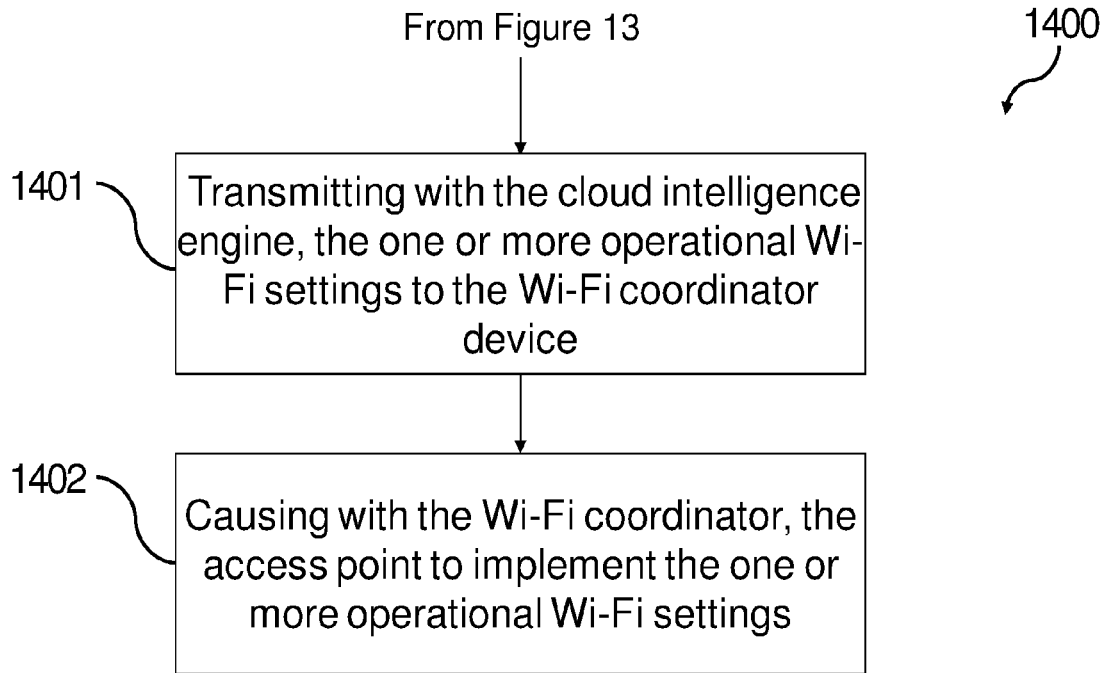 From Figure 13
1400
1401
Transmitting with the cloud intelligence
engine, the one or more operational Wi-
Fi settings to the Wi-Fi coordinator
device
1402
Causing with the Wi-Fi coordinator, the
access point to implement the one or
more operational Wi-Fi settings